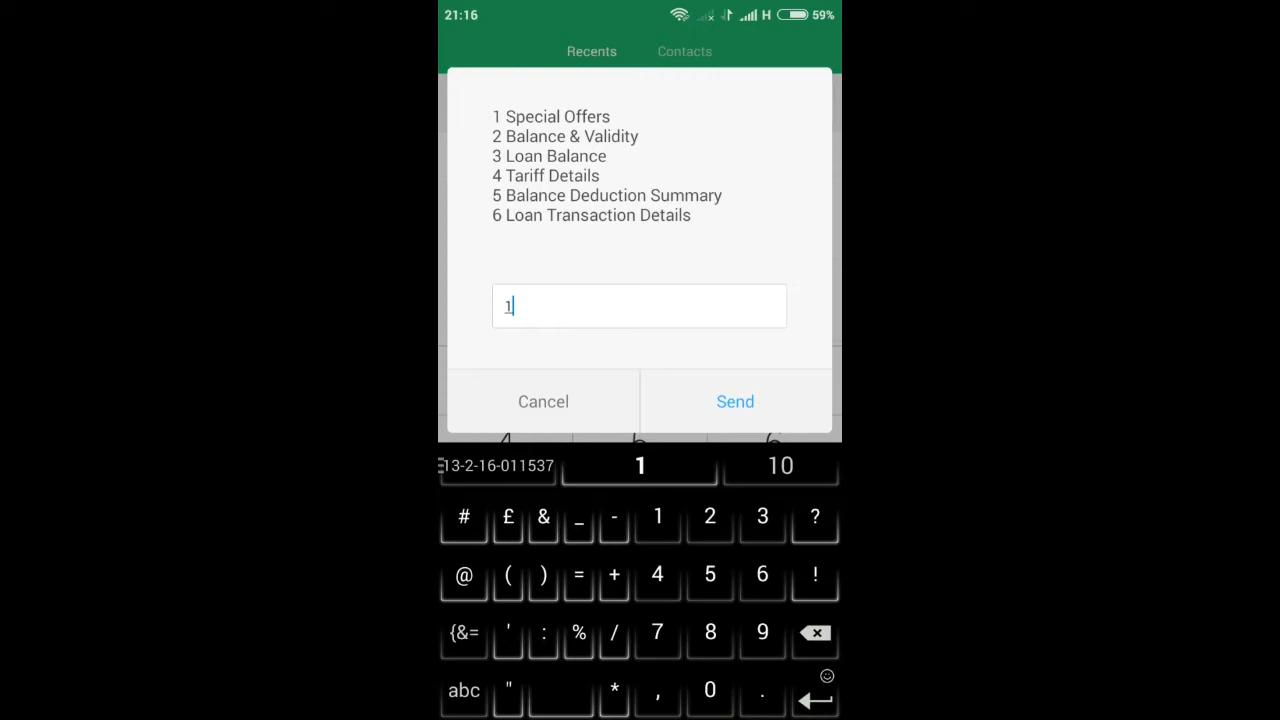 21:16 H 59%
Recents Contacts
1 Special Offers
2 Balance & Validity
3 Loan Balance
4 Tariff Details
5 Balance Deduction Summary
6 Loan Transaction Details
1
Cancel Send
13-2-16-011537 1 10
# £ & _ - 1 2 3 ?
@ ( ) = + 4 5 6 !
{&= ' : % / 7 8 9
abc " * , 0 .